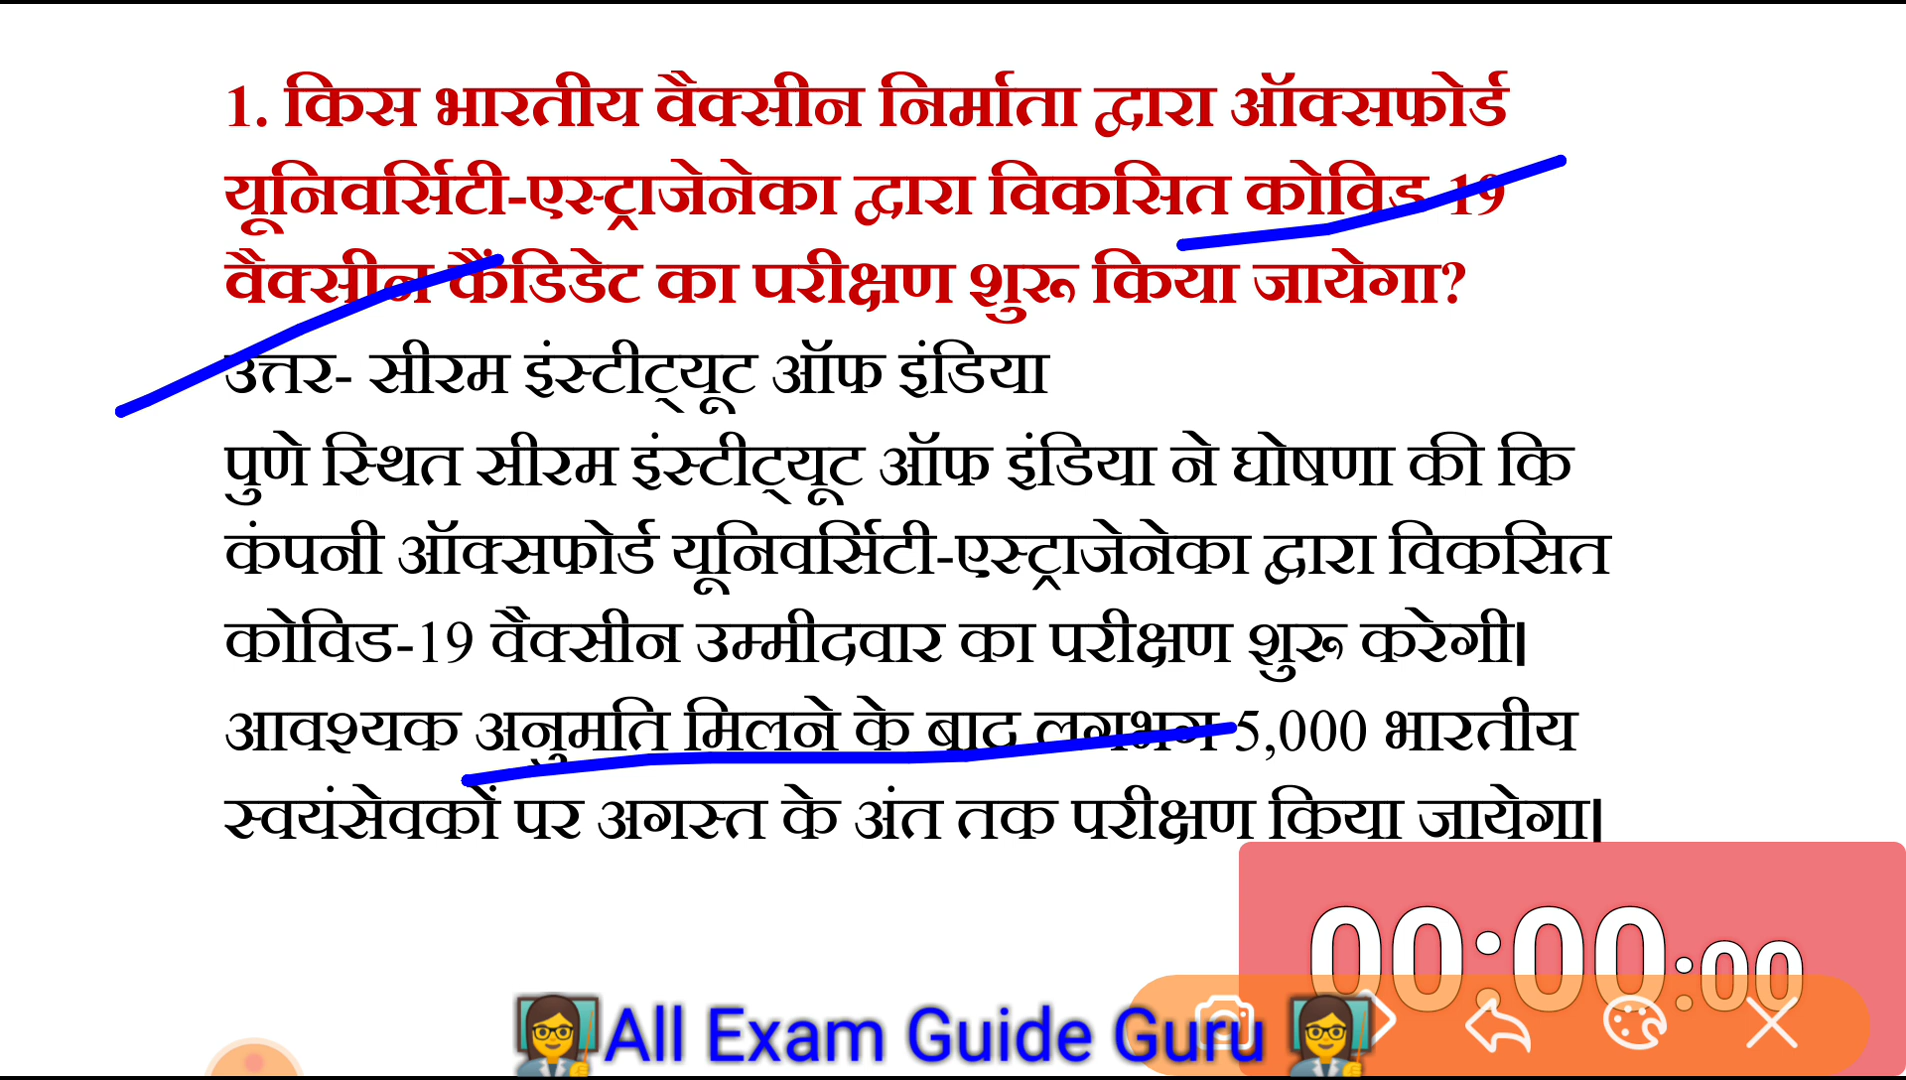 1. किस भारतीय वैक्सीन निर्माता द्वारा ऑक्सफोर्ड
यूनिवर्सिटी-एस्ट्राजेनेका द्वारा विकसित कोविड 19
वैक्सीन कैंडिडेट का परीक्षण शुरू किया जायेगा?
उत्तर- सीरम इंस्टीट्यूट ऑफ इंडिया
पुणे स्थित सीरम इंस्टीट्यूट ऑफ इंडिया ने घोषणा की कि
कंपनी ऑक्सफोर्ड यूनिवर्सिटी-एस्ट्राजेनेका द्वारा विकसित
कोविड-19 वैक्सीन उम्मीदवार का परीक्षण शुरू करेगी।
आवश्यक अनुमति मिलने के बाद लगभग 5,000 भारतीय
स्वयंसेवकों पर अगस्त के अंत तक परीक्षण किया जायेगा।
00:00:00
All Exam Guide Guru